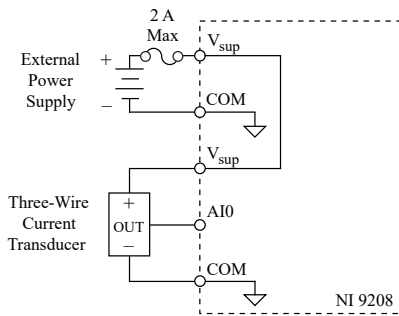 2 A
Max
V_sup
External
Power
Supply
+
–
COM
V_sup
Three-Wire
Current
Transducer
+
OUT
–
AI0
COM
NI 9208